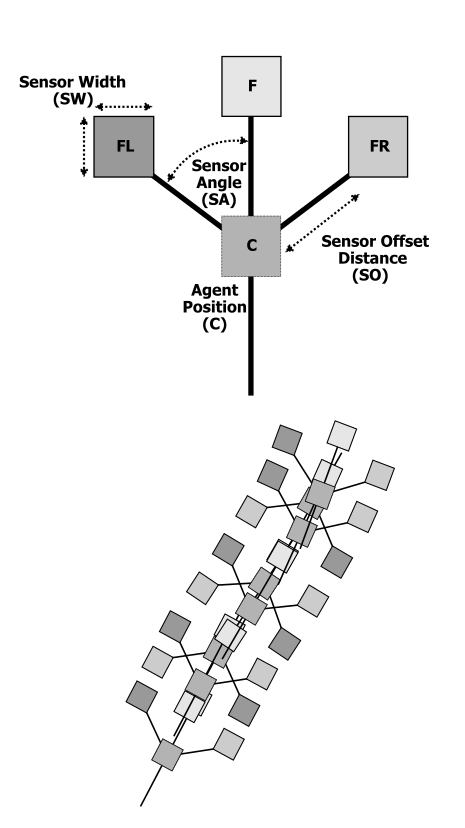 F
Sensor Width
(SW)
FL
FR
Sensor
Angle
(SA)
C
Sensor Offset
Distance
(SO)
Agent
Position
(C)